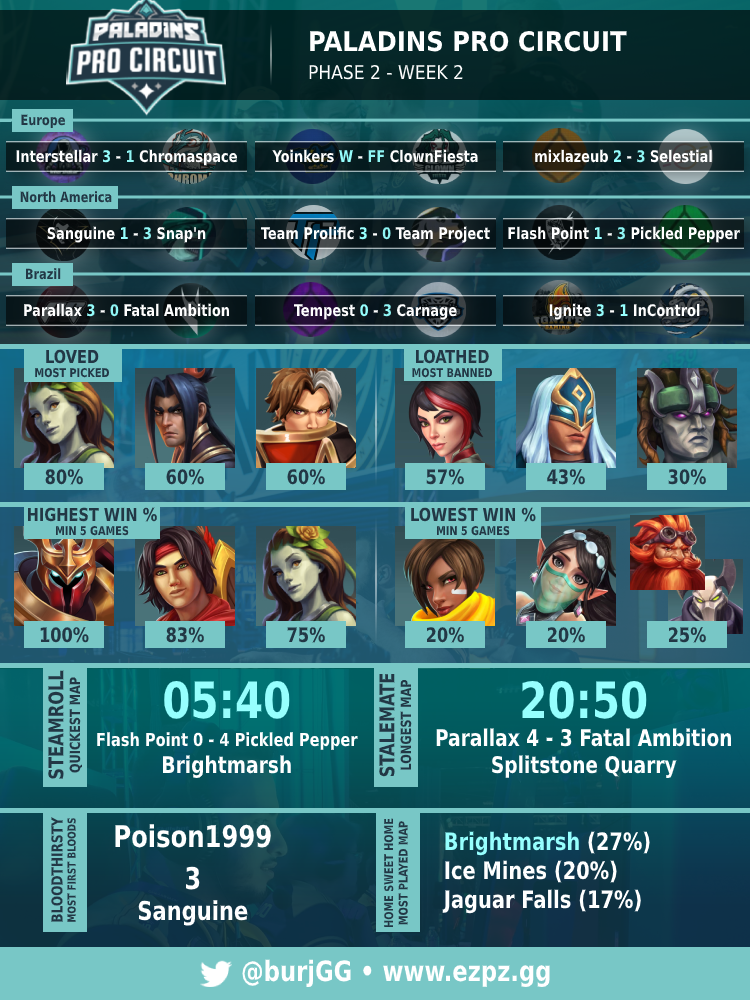 PALADINS
PRO CIRCUIT
PALADINS PRO CIRCUIT
PHASE 2 - WEEK 2
Europe
Interstellar 3 - 1 Chromaspace
Yoinkers W - FF ClownFiesta
mixlazeub 2 - 3 Selestial
North America
Sanguine 1 - 3 Snap'n
Team Prolific 3 - 0 Team Project
Flash Point 1 - 3 Pickled Pepper
Brazil
Parallax 3 - 0 Fatal Ambition
Tempest 0 - 3 Carnage
Ignite 3 - 1 InControl
LOVED
MOST PICKED
80%
60%
60%
LOATHED
MOST BANNED
57%
43%
30%
HIGHEST WIN %
MIN 5 GAMES
100%
83%
75%
LOWEST WIN %
MIN 5 GAMES
20%
20%
25%
STEAMROLL
QUICKEST MAP
05:40
Flash Point 0 - 4 Pickled Pepper
Brightmarsh
STALEMATE
LONGEST MAP
20:50
Parallax 4 - 3 Fatal Ambition
Splitstone Quarry
BLOODTHIRSTY
MOST FIRST BLOODS
Poison1999
3
Sanguine
HOME SWEET HOME
MOST PLAYED MAP
Brightmarsh (27%)
Ice Mines (20%)
Jaguar Falls (17%)
@burjGG • www.ezpz.gg